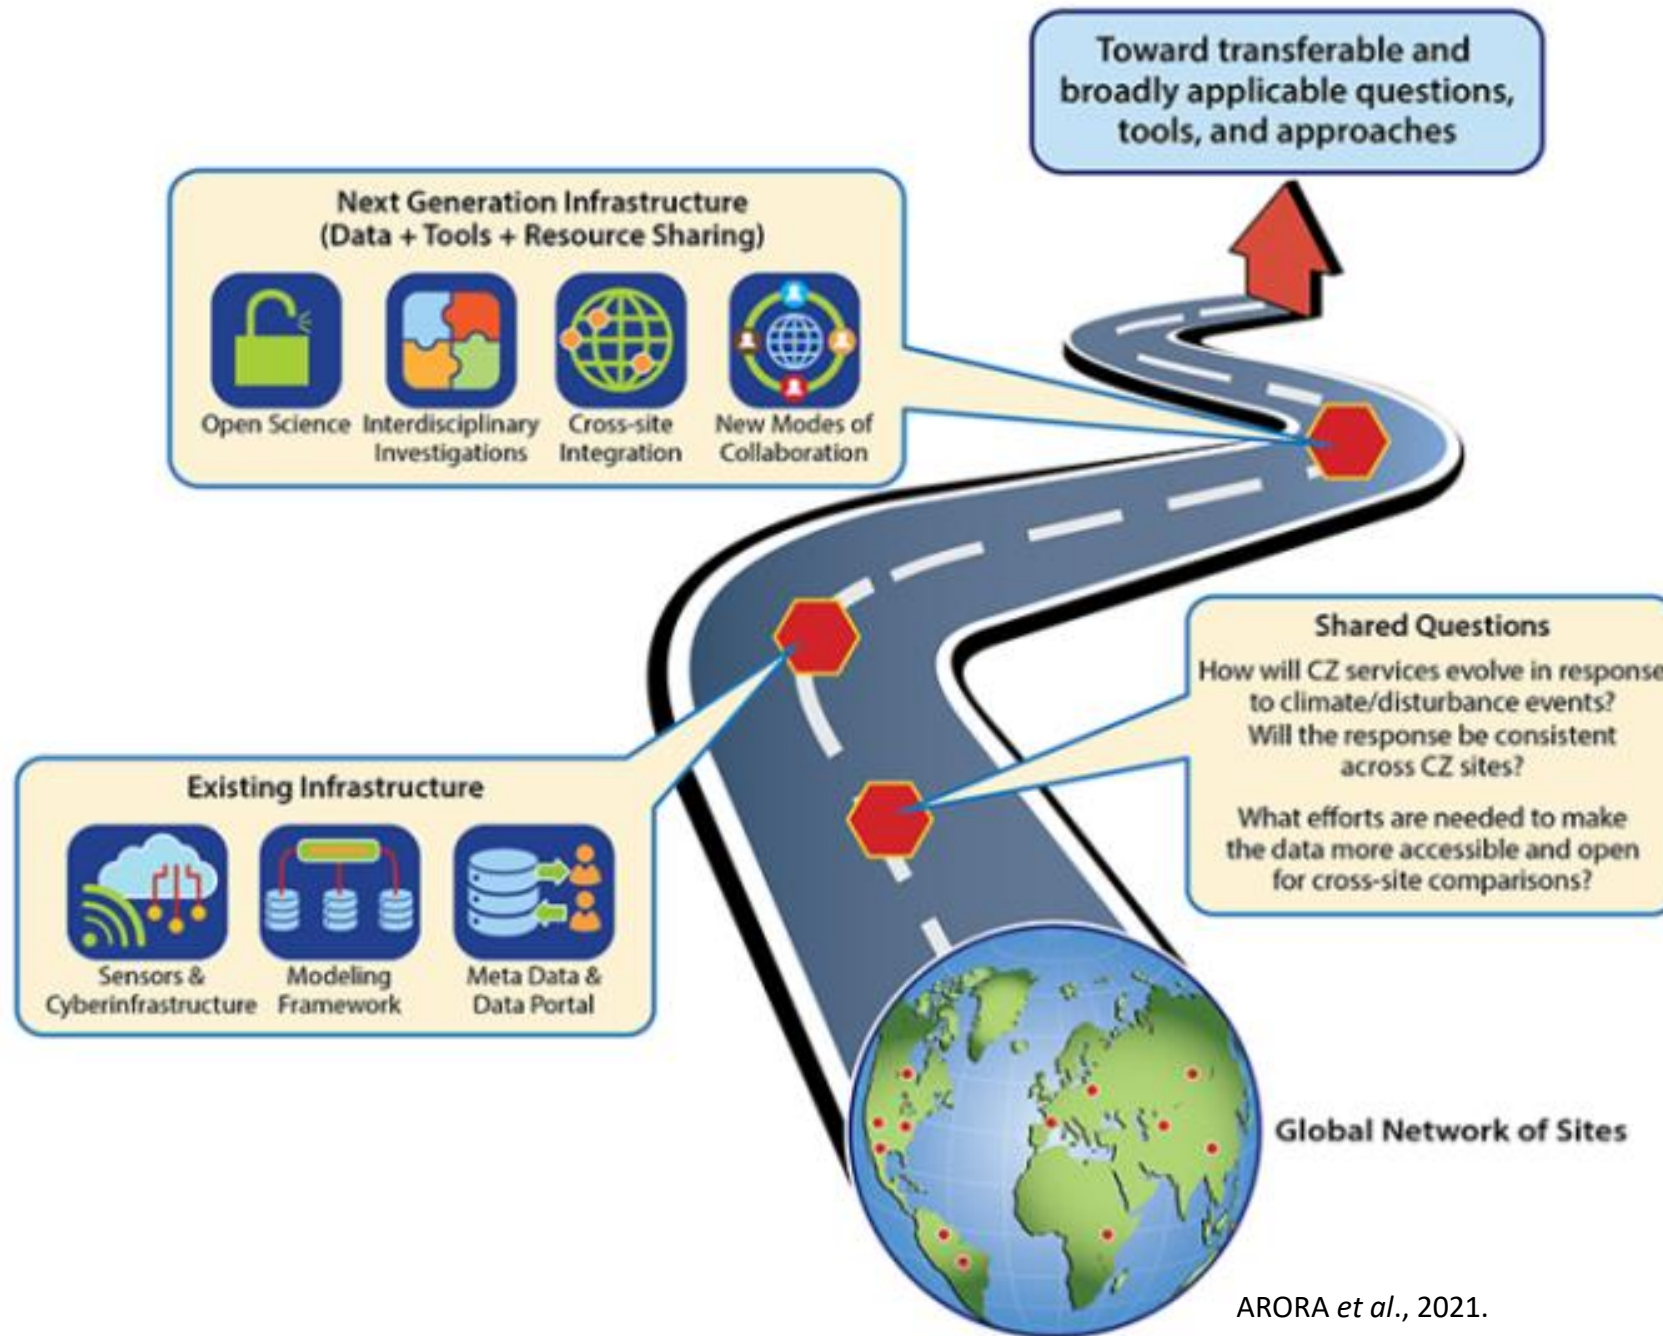 Toward transferable and
broadly applicable questions,
tools, and approaches
Next Generation Infrastructure
(Data + Tools + Resource Sharing)
Open Science
Interdisciplinary
Investigations
Cross-site
Integration
New Modes of
Collaboration
Shared Questions
How will CZ services evolve in response
to climate/disturbance events?
Will the response be consistent
across CZ sites?
What efforts are needed to make
the data more accessible and open
for cross-site comparisons?
Existing Infrastructure
Sensors &
Cyberinfrastructure
Modeling
Framework
Meta Data &
Data Portal
Global Network of Sites
ARORA et al., 2021.